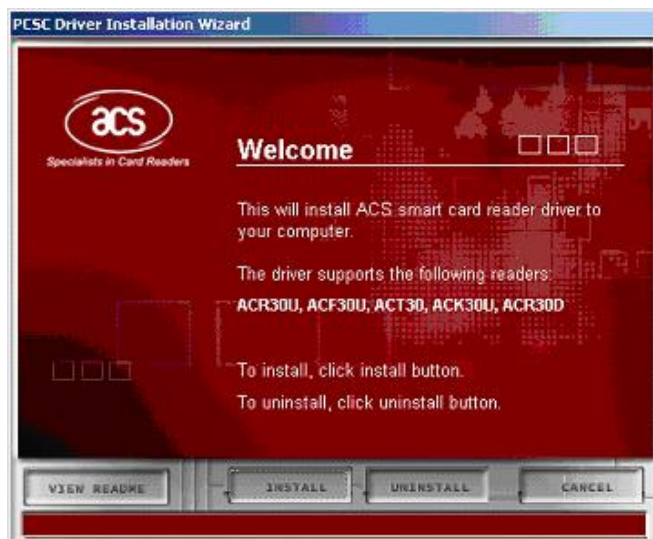 PCSC Driver Installation Wizard
acs
Specialists in Card Readers
Welcome
This will install ACS smart card reader driver to
your computer.
The driver supports the following readers:
ACR30U, ACF30U, ACT30, ACK30U, ACR30D
To install, click install button.
To uninstall, click uninstall button.
VIEW README
INSTALL
UNINSTALL
CANCEL